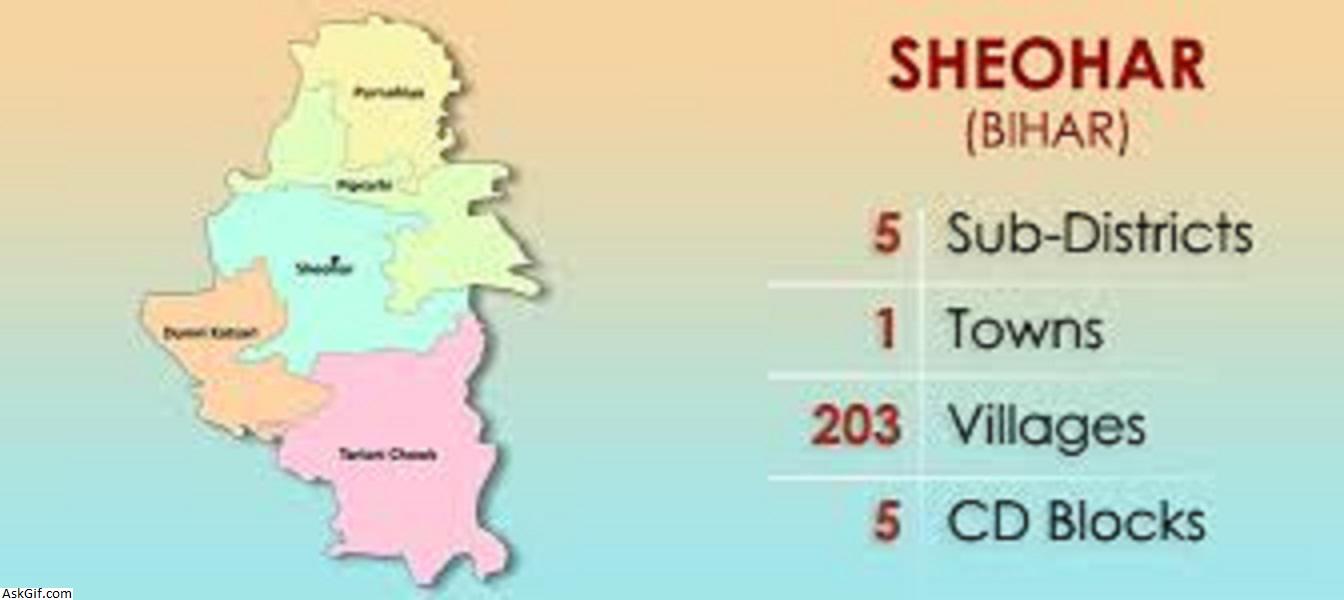 SHEOHAR
(BIHAR)
5 Sub-Districts
1 Towns
203 Villages
5 CD Blocks
Purnahiya
Piprarhi
Sheohar
Dumri Katsari
Tariani Chowk
AskGif.com